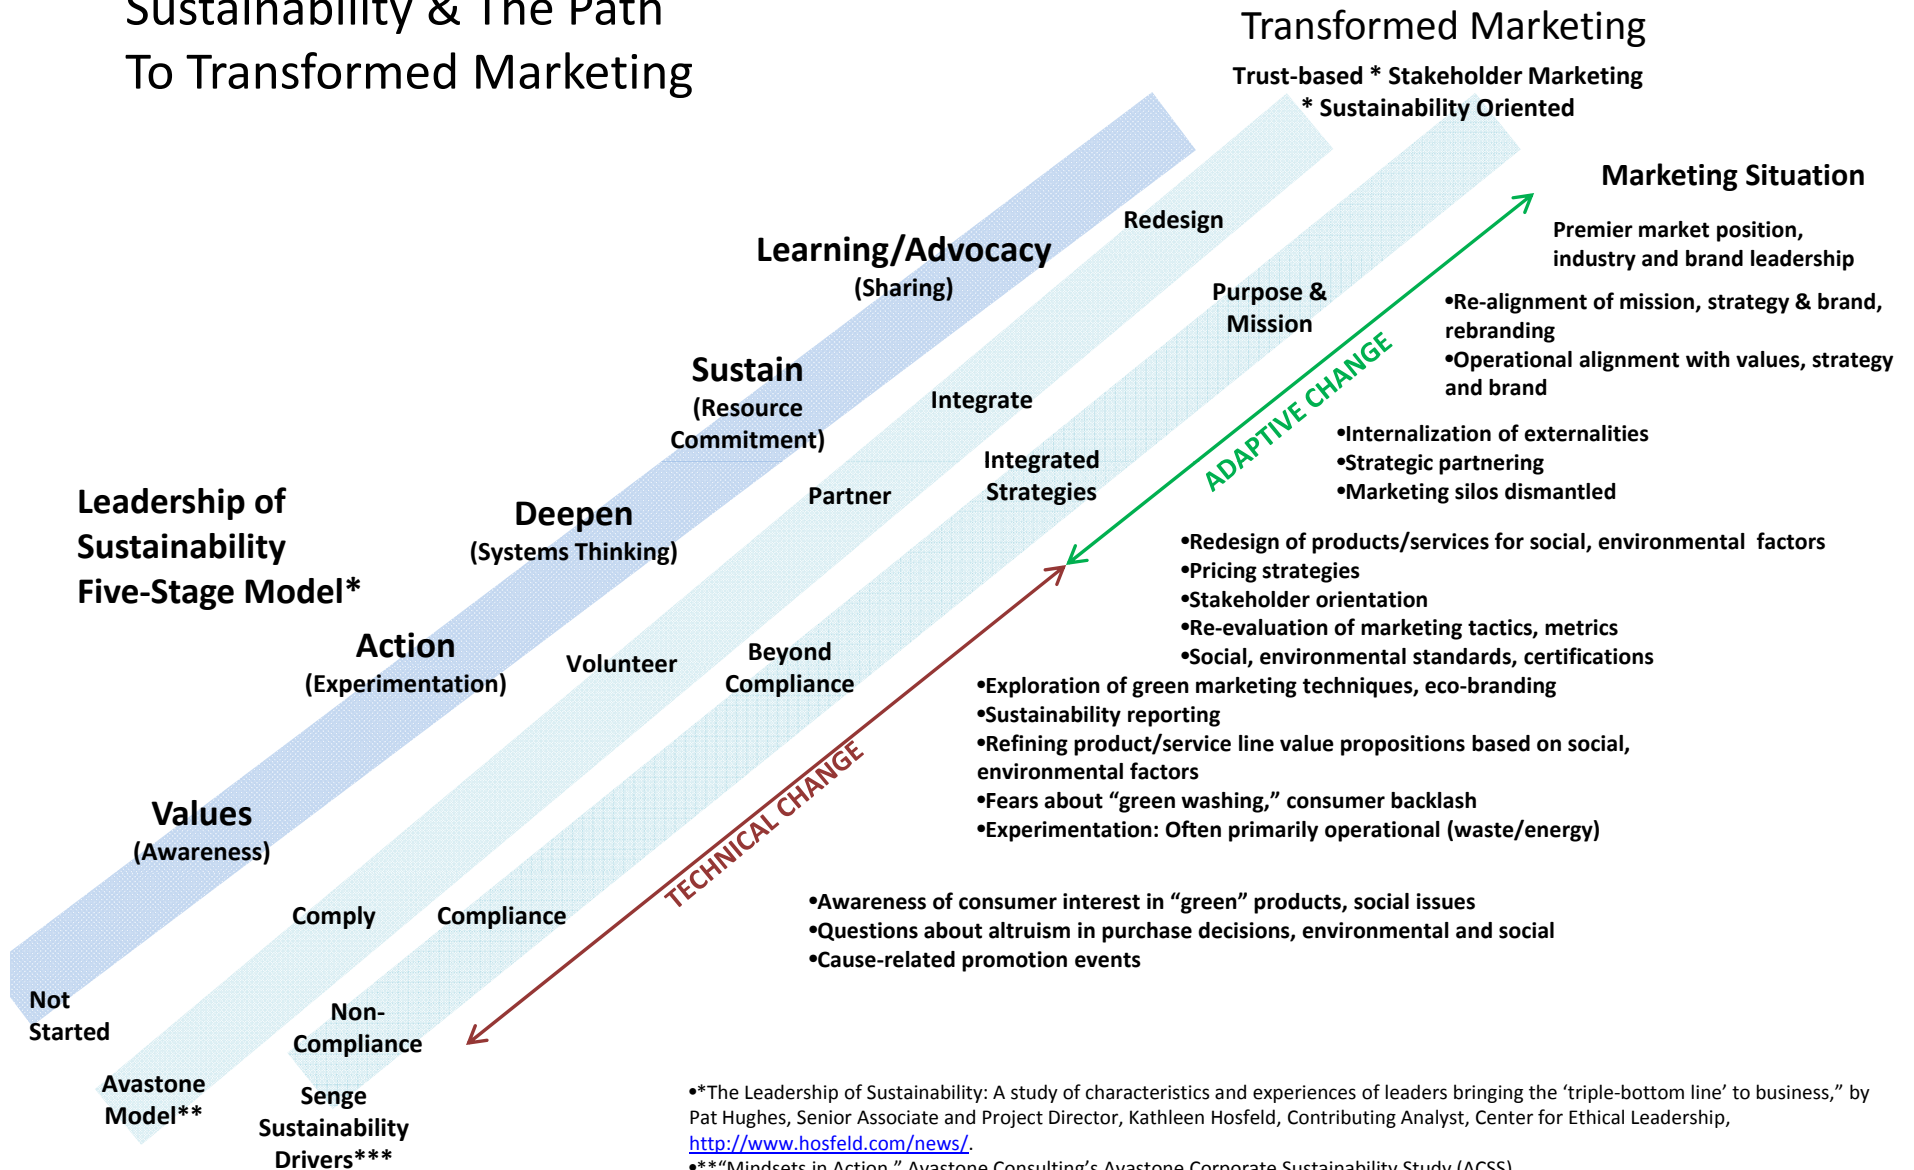 Sustainability & The Path
To Transformed Marketing
Transformed Marketing
Trust-based * Stakeholder Marketing
* Sustainability Oriented
Marketing Situation
Premier market position,
industry and brand leadership
•Re-alignment of mission, strategy & brand,
rebranding
•Operational alignment with values, strategy
and brand
•Internalization of externalities
•Strategic partnering
•Marketing silos dismantled
•Redesign of products/services for social, environmental factors
•Pricing strategies
•Stakeholder orientation
•Re-evaluation of marketing tactics, metrics
•Social, environmental standards, certifications
•Exploration of green marketing techniques, eco-branding
•Sustainability reporting
•Refining product/service line value propositions based on social,
environmental factors
•Fears about “green washing,” consumer backlash
•Experimentation: Often primarily operational (waste/energy)
•Awareness of consumer interest in “green” products, social issues
•Questions about altruism in purchase decisions, environmental and social
•Cause-related promotion events
Leadership of
Sustainability
Five-Stage Model*
Learning/Advocacy
(Sharing)
Sustain
(Resource
Commitment)
Deepen
(Systems Thinking)
Action
(Experimentation)
Values
(Awareness)
Not
Started
Redesign
Integrate
Partner
Volunteer
Comply
Avastone
Model**
Purpose &
Mission
Integrated
Strategies
Beyond
Compliance
Compliance
Non-
Compliance
Senge
Sustainability
Drivers***
ADAPTIVE CHANGE
TECHNICAL CHANGE
•*The Leadership of Sustainability: A study of characteristics and experiences of leaders bringing the ‘triple-bottom line’ to business,” by
Pat Hughes, Senior Associate and Project Director, Kathleen Hosfeld, Contributing Analyst, Center for Ethical Leadership,
http://www.hosfeld.com/news/.
•**“Mindsets in Action,” Avastone Consulting’s Avastone Corporate Sustainability Study (ACSS)